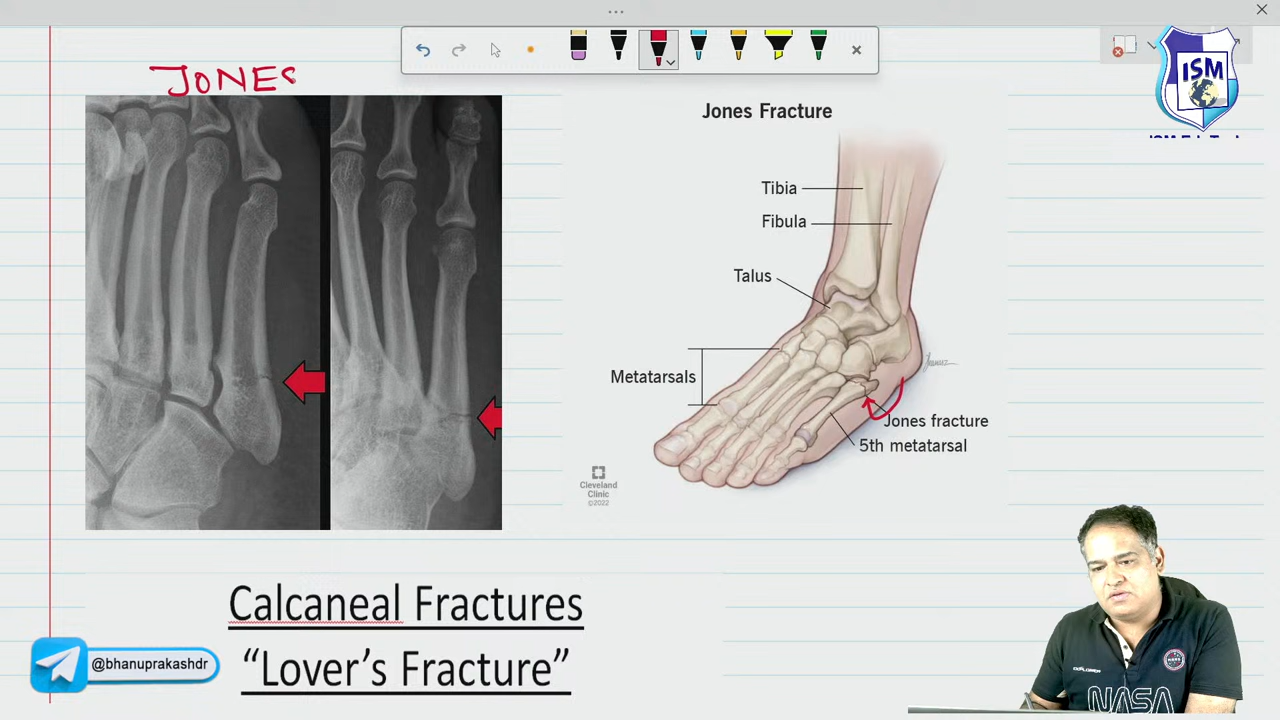 JONES
ISM
Jones Fracture
Tibia
Fibula
Talus
Metatarsals
Jones fracture
5th metatarsal
Cleveland
Clinic
©2022
Calcaneal Fractures
“Lover’s Fracture”
@bhanuprakashdr
EXPLORER
NASA